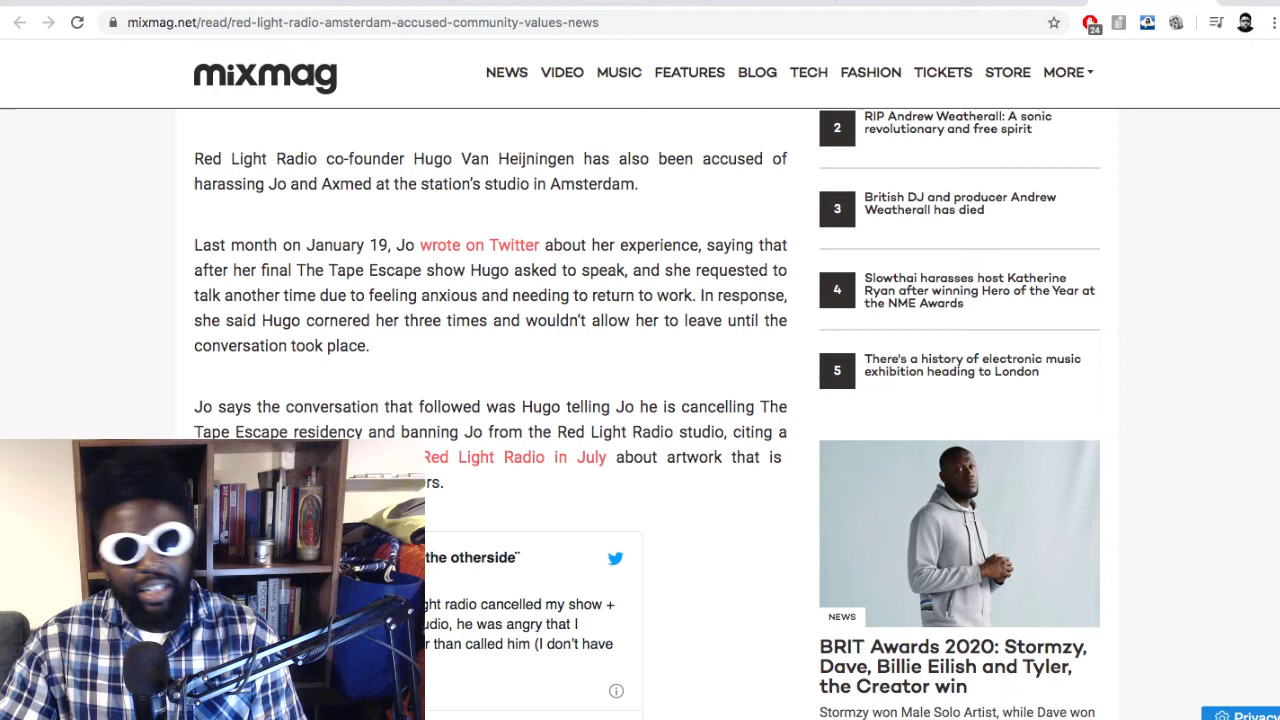 mixmag.net/read/red-light-radio-amsterdam-accused-community-values-news
24
mixmag
NEWS VIDEO MUSIC FEATURES BLOG TECH FASHION TICKETS STORE MORE
Red Light Radio co-founder Hugo Van Heijningen has also been accused of
harassing Jo and Axmed at the station's studio in Amsterdam.
Last month on January 19, Jo wrote on Twitter about her experience, saying that
after her final The Tape Escape show Hugo asked to speak, and she requested to
talk another time due to feeling anxious and needing to return to work. In response,
she said Hugo cornered her three times and wouldn't allow her to leave until the
conversation took place.
Jo says the conversation that followed was Hugo telling Jo he is cancelling The
Tape Escape residency and banning Jo from the Red Light Radio studio, citing a
Red Light Radio in July about artwork that is
rs.
the otherside¨
ght radio cancelled my show +
udio, he was angry that I
r than called him (I don't have
2
RIP Andrew Weatherall: A sonic
revolutionary and free spirit
3
British DJ and producer Andrew
Weatherall has died
4
Slowthai harasses host Katherine
Ryan after winning Hero of the Year at
the NME Awards
5
There's a history of electronic music
exhibition heading to London
NEWS
BRIT Awards 2020: Stormzy,
Dave, Billie Eilish and Tyler,
the Creator win
Stormzy won Male Solo Artist, while Dave won
Privacy